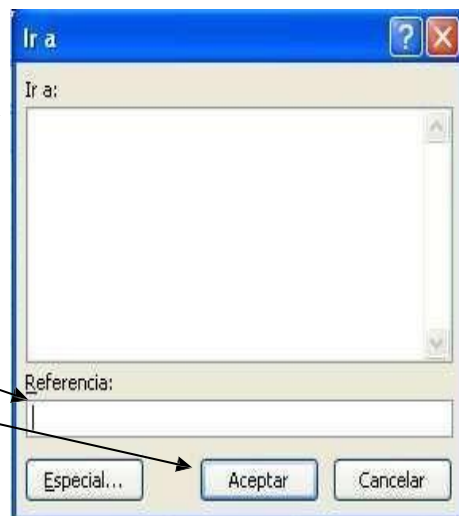 Ir a
Ir a:
Referencia:
Especial...
Aceptar
Cancelar